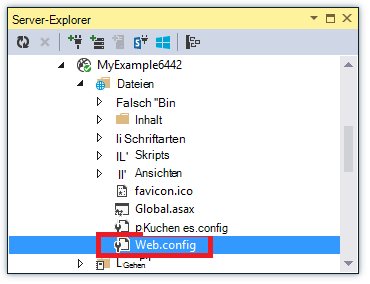 Server-Explorer
MyExample6442
Dateien
Falsch "Bin
Inhalt
li Schriftarten
IL' Skripts
II' Ansichten
favicon.ico
Global.asax
pKuchen es.config
Web.config
Gehen